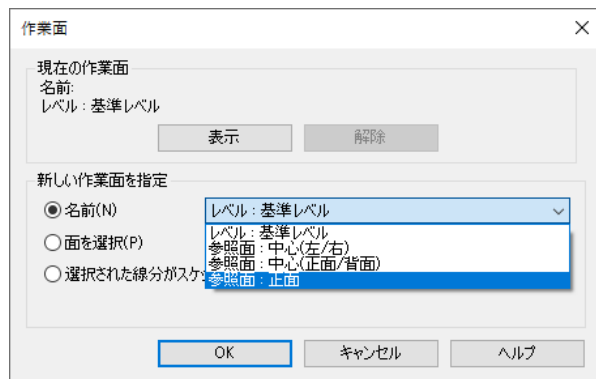 作業面
現在の作業面
名前:
レベル : 基準レベル
表示
解除
新しい作業面を指定
名前(N)
レベル : 基準レベル
レベル : 基準レベル
面を選択(P)
参照面 : 中心(左/右)
参照面 : 中心(正面/背面)
選択された線分がスケ
参照面 : 正面
OK
キャンセル
ヘルプ